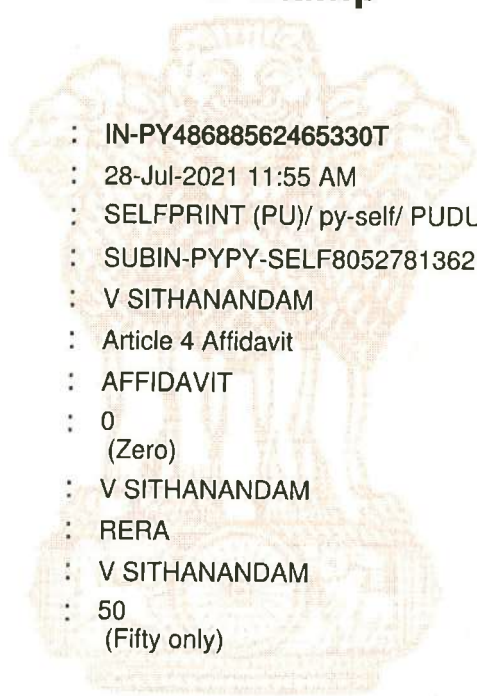 : IN-PY48688562465330T
: 28-Jul-2021 11:55 AM
: SELFPRINT (PU)/ py-self/
: SUBIN-PYPY-SELF8052781362
: V SITHANANDAM
: Article 4 Affidavit
: AFFIDAVIT
: 0
(Zero)
: V SITHANANDAM
: RERA
: V SITHANANDAM
: 50
(Fifty only)